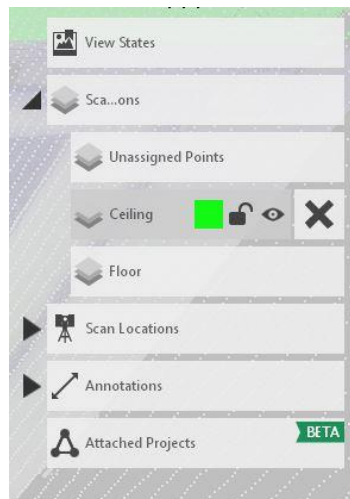 View States
Sca...ons
Unassigned Points
Ceiling
Floor
Scan Locations
Annotations
Attached Projects
BETA